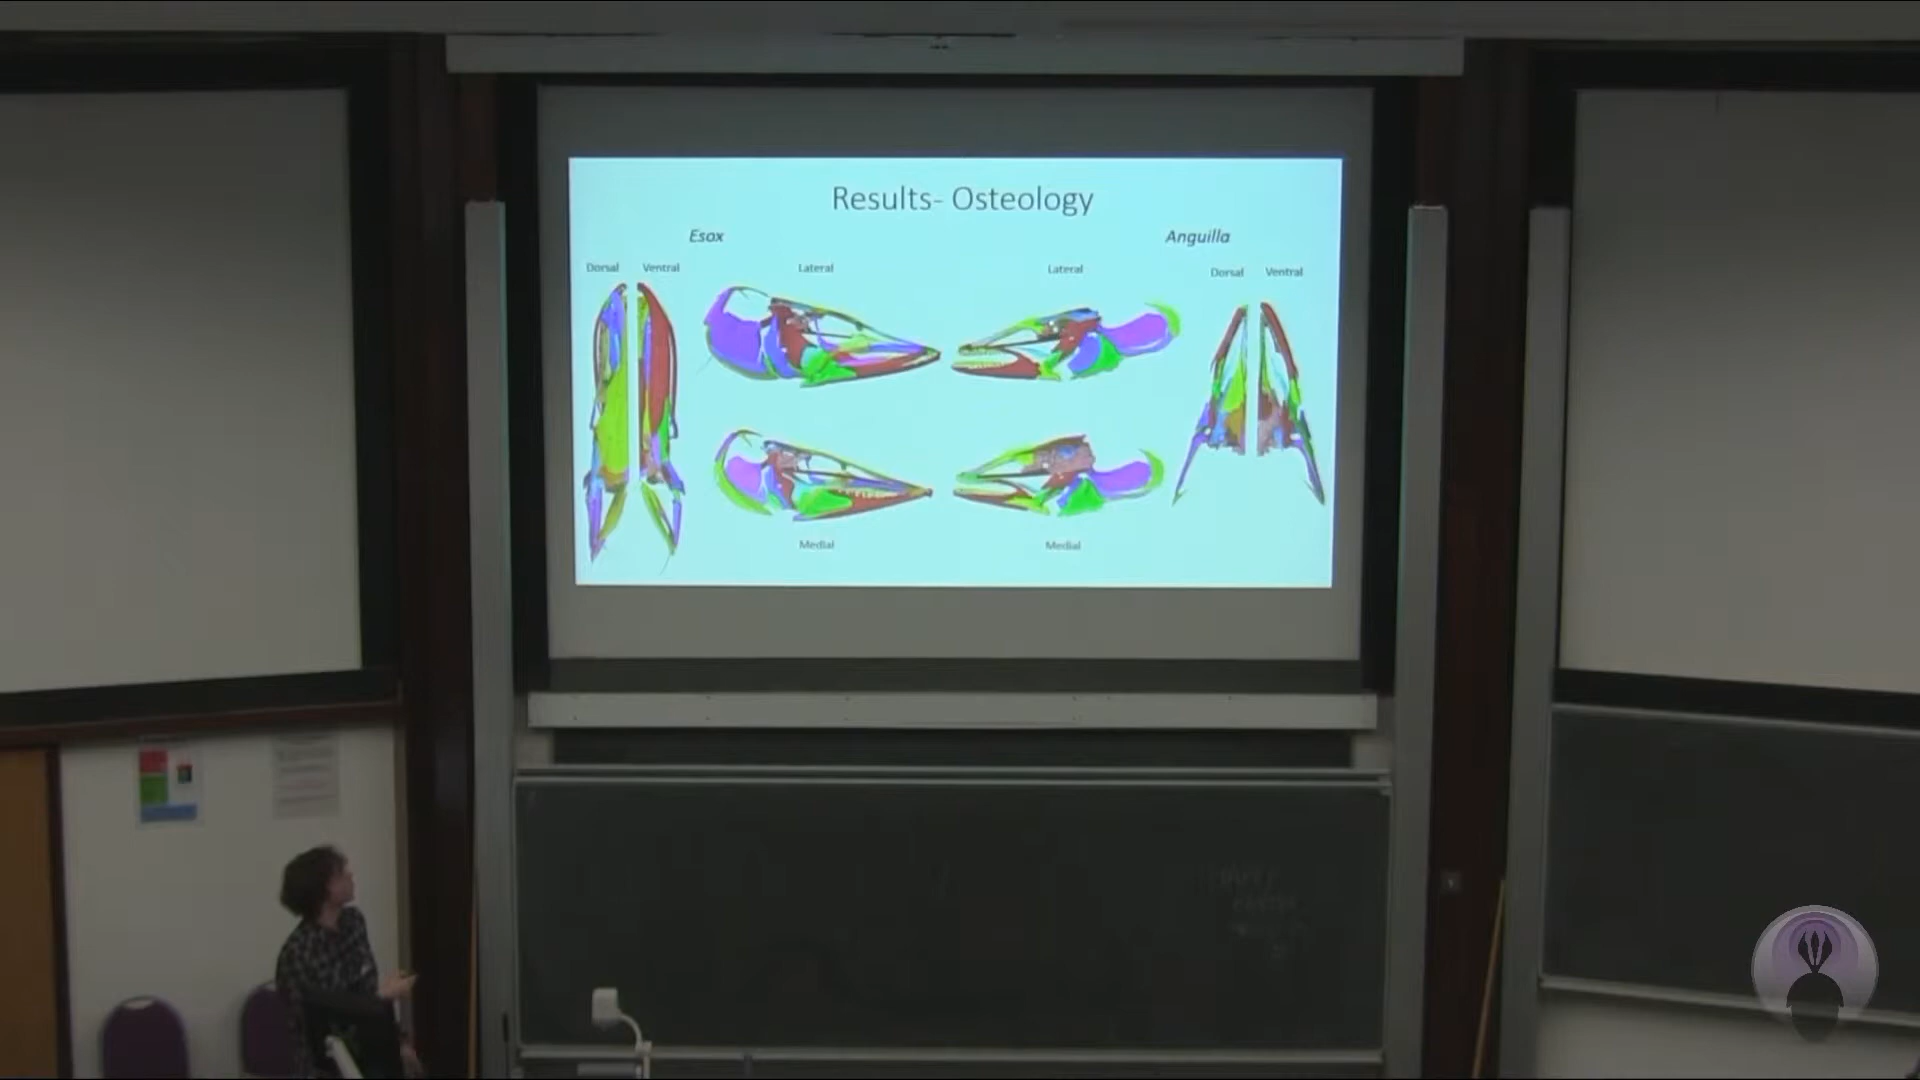 Results- Osteology
Esox
Anguilla
Dorsal
Ventral
Lateral
Lateral
Dorsal
Ventral
Medial
Medial